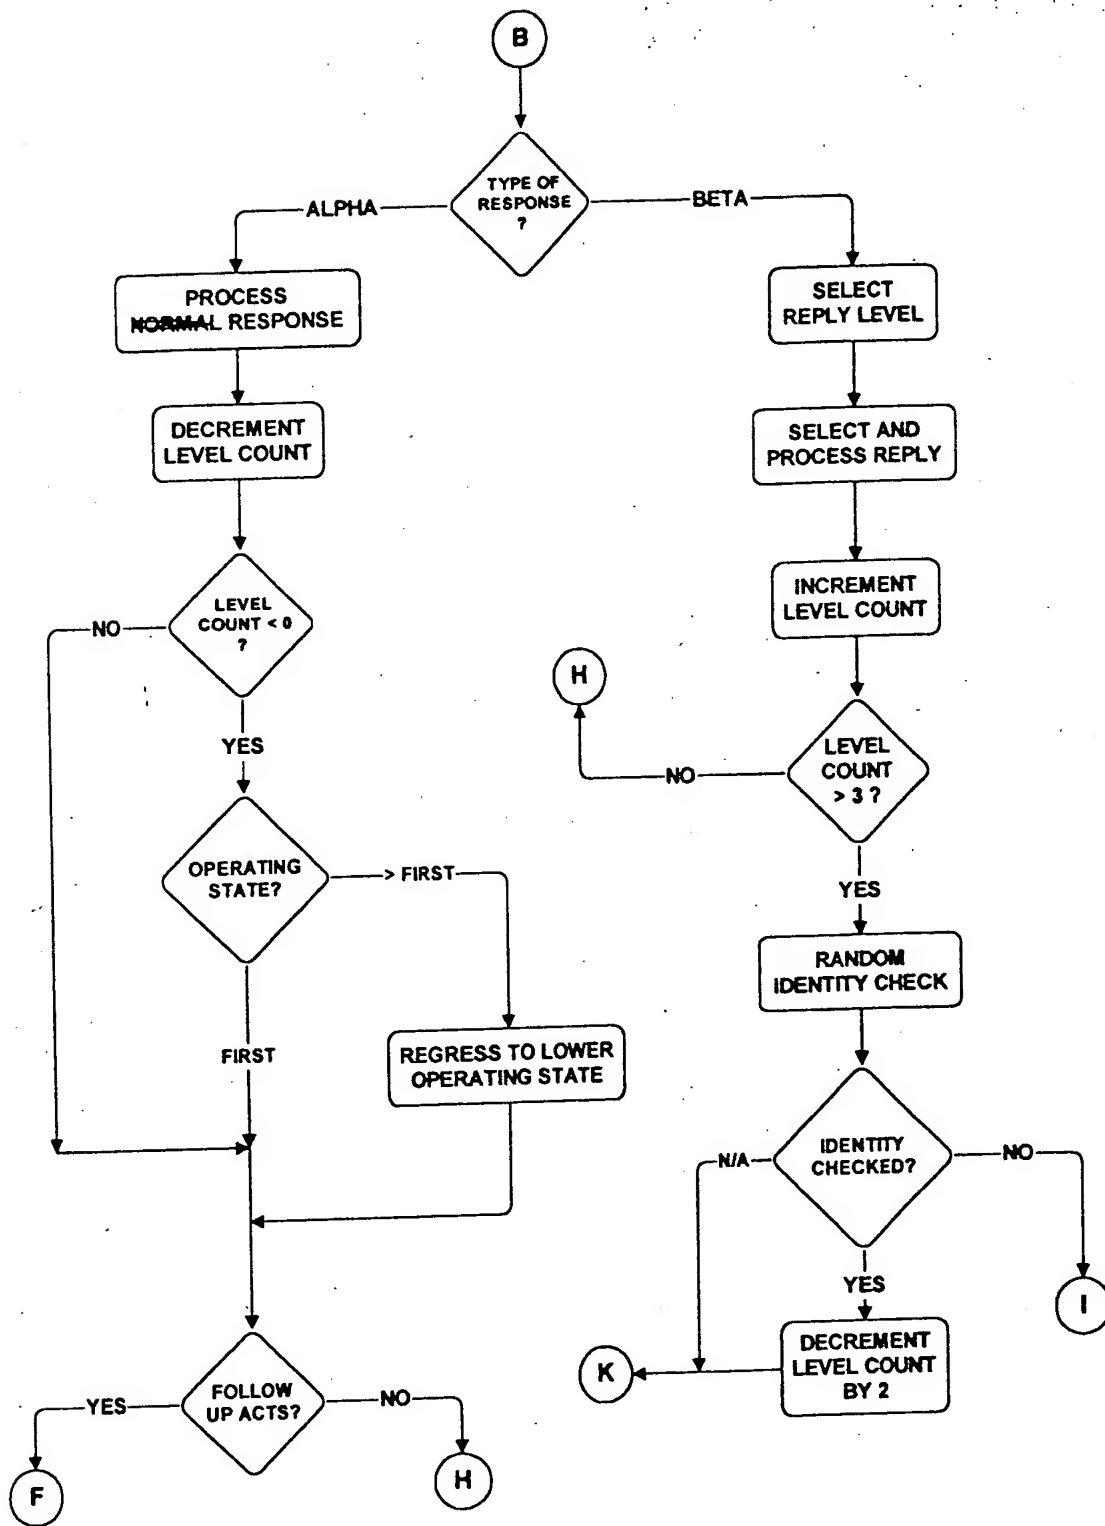 B
TYPE OF
RESPONSE
?
ALPHA
BETA
PROCESS
NORMAL RESPONSE
DECREMENT
LEVEL COUNT
LEVEL
COUNT < 0
?
NO
YES
OPERATING
STATE?
> FIRST
FIRST
REGRESS TO LOWER
OPERATING STATE
FOLLOW
UP ACTS?
YES
NO
F
H
SELECT
REPLY LEVEL
SELECT AND
PROCESS REPLY
INCREMENT
LEVEL COUNT
LEVEL
COUNT
> 3 ?
NO
H
YES
RANDOM
IDENTITY CHECK
IDENTITY
CHECKED?
N/A
NO
YES
I
DECREMENT
LEVEL COUNT
BY 2
K